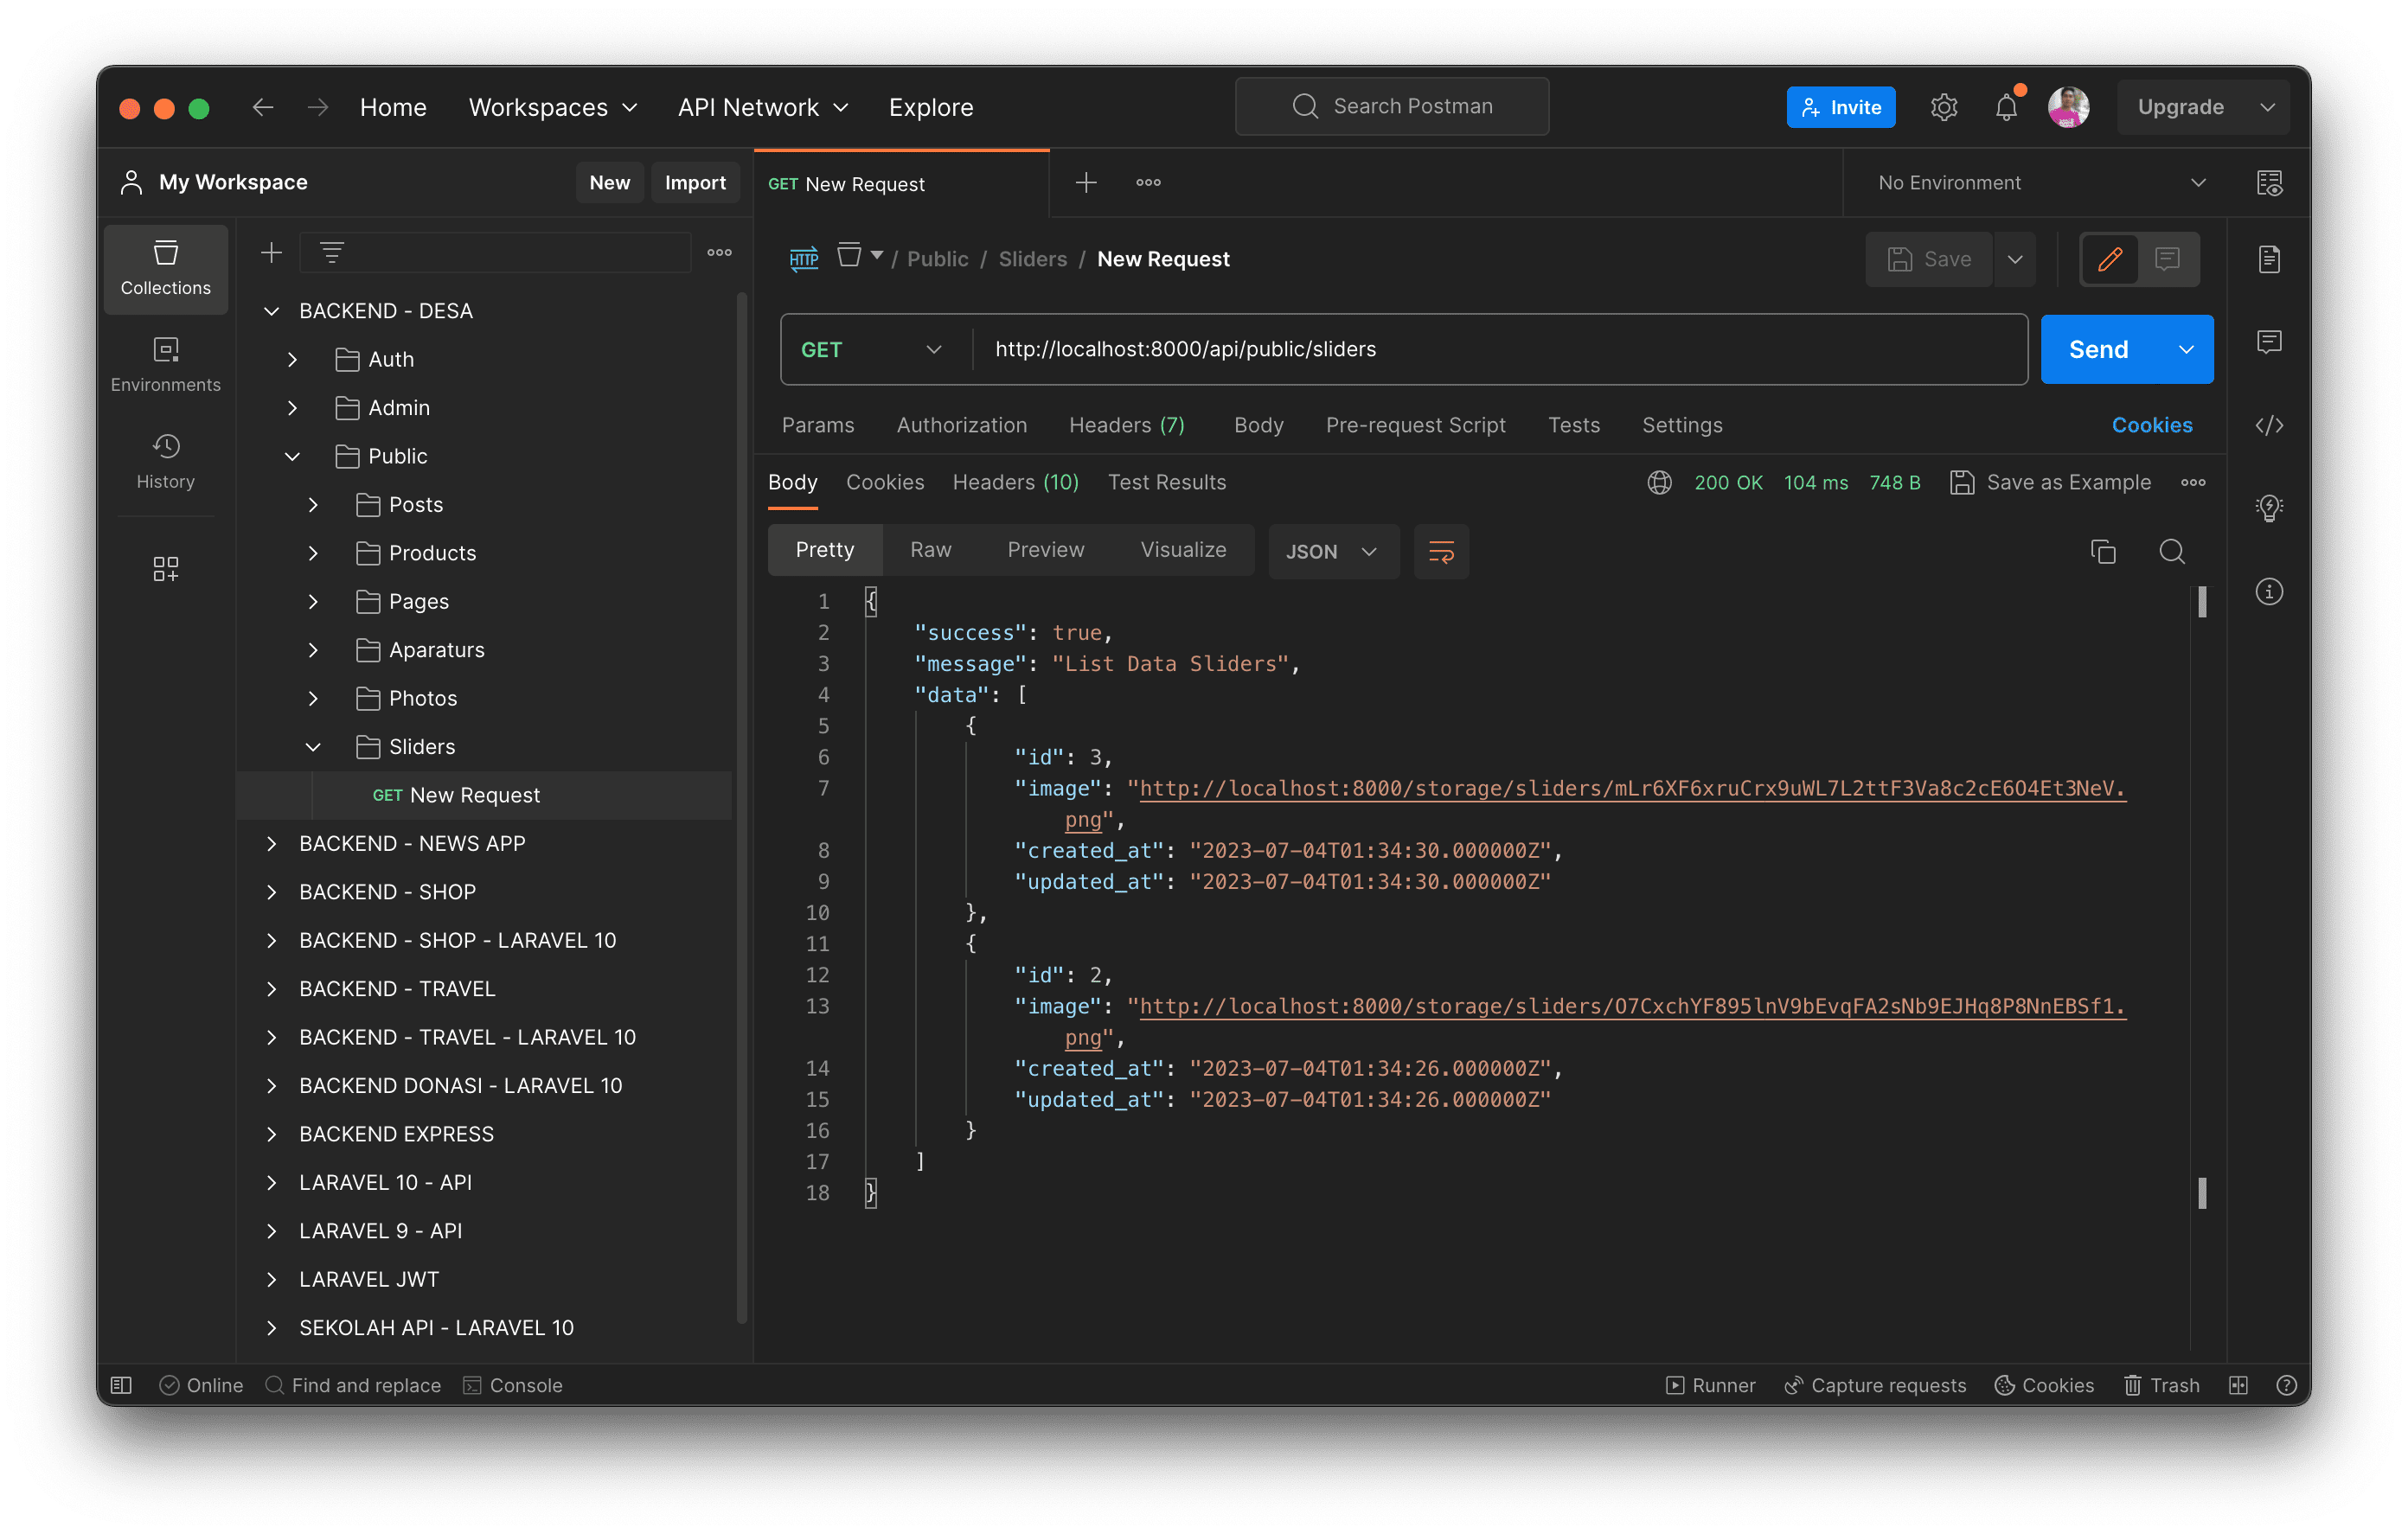 Home Workspaces API Network Explore Search Postman Invite Upgrade
My Workspace New Import GET New Request No Environment
HTTP / Public / Sliders / New Request Save
Collections
Environments
History
BACKEND - DESA
Auth
Admin
Public
Posts
Products
Pages
Aparaturs
Photos
Sliders
GET New Request
BACKEND - NEWS APP
BACKEND - SHOP
BACKEND - SHOP - LARAVEL 10
BACKEND - TRAVEL
BACKEND - TRAVEL - LARAVEL 10
BACKEND DONASI - LARAVEL 10
BACKEND EXPRESS
LARAVEL 10 - API
LARAVEL 9 - API
LARAVEL JWT
SEKOLAH API - LARAVEL 10
GET http://localhost:8000/api/public/sliders Send
Params Authorization Headers (7) Body Pre-request Script Tests Settings Cookies
Body Cookies Headers (10) Test Results 200 OK 104 ms 748 B Save as Example
Pretty Raw Preview Visualize JSON
1 {
2 "success": true,
3 "message": "List Data Sliders",
4 "data": [
5 {
6 "id": 3,
7 "image": "http://localhost:8000/storage/sliders/mLr6XF6xruCrx9uWL7L2ttF3Va8c2cE6O4Et3NeV.
png",
8 "created_at": "2023-07-04T01:34:30.000000Z",
9 "updated_at": "2023-07-04T01:34:30.000000Z"
10 },
11 {
12 "id": 2,
13 "image": "http://localhost:8000/storage/sliders/O7CxchYF895lnV9bEvqFA2sNb9EJHq8P8NnEBSf1.
png",
14 "created_at": "2023-07-04T01:34:26.000000Z",
15 "updated_at": "2023-07-04T01:34:26.000000Z"
16 }
17 ]
18 }
Online Find and replace Console Runner Capture requests Cookies Trash